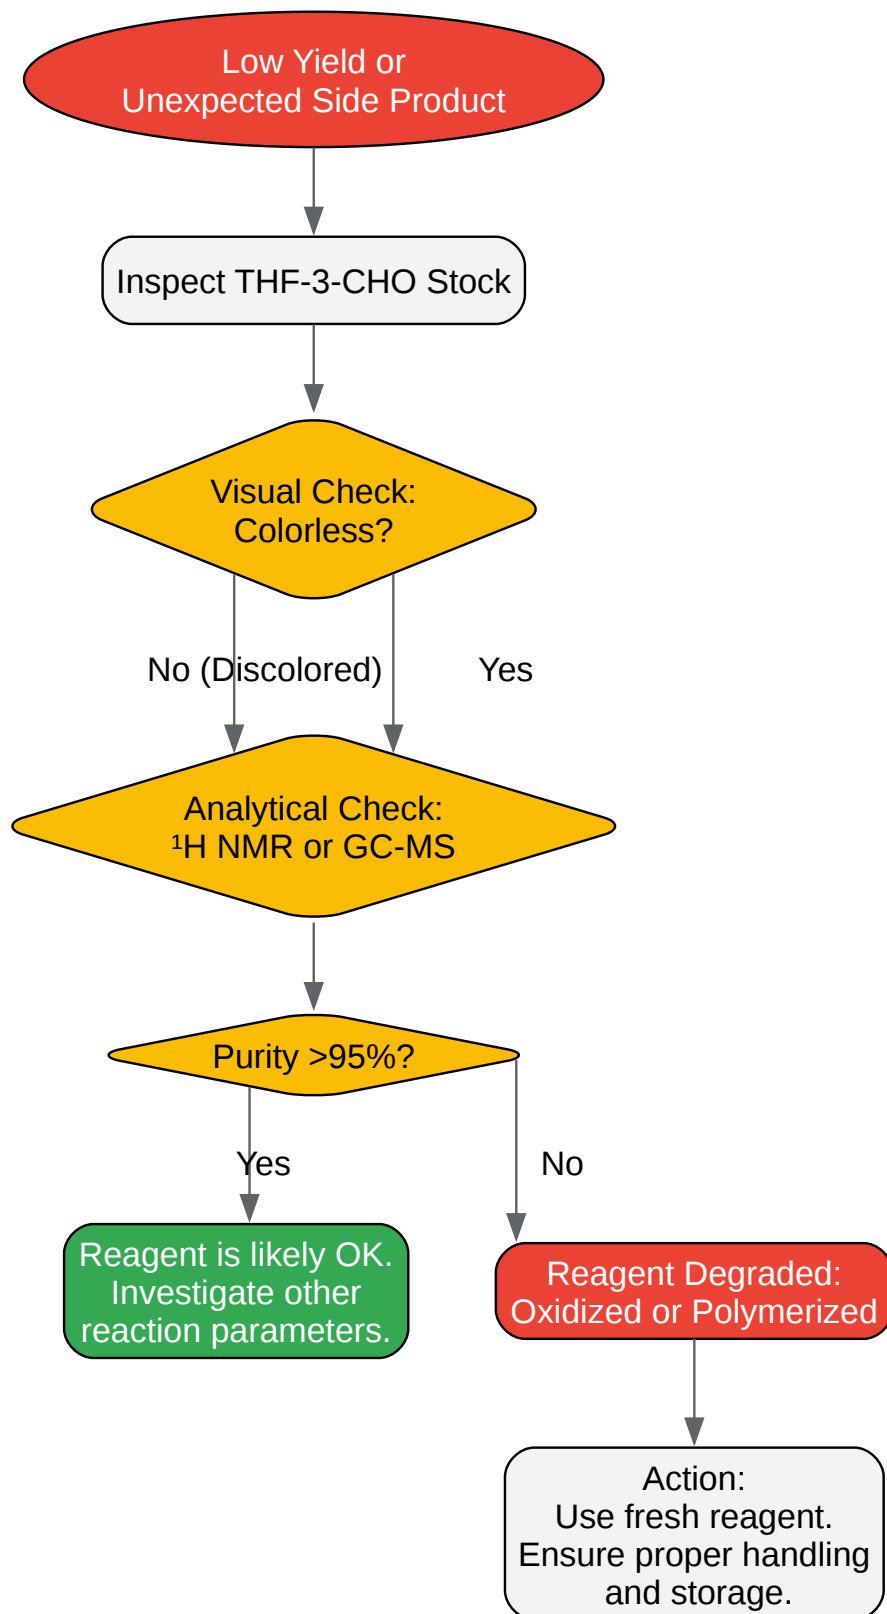 Low Yield or
Unexpected Side Product
Inspect THF-3-CHO Stock
Visual Check:
Colorless?
No (Discolored)
Yes
Analytical Check:
¹H NMR or GC-MS
Purity >95%?
Yes
No
Reagent is likely OK.
Investigate other
reaction parameters.
Reagent Degraded:
Oxidized or Polymerized
Action:
Use fresh reagent.
Ensure proper handling
and storage.